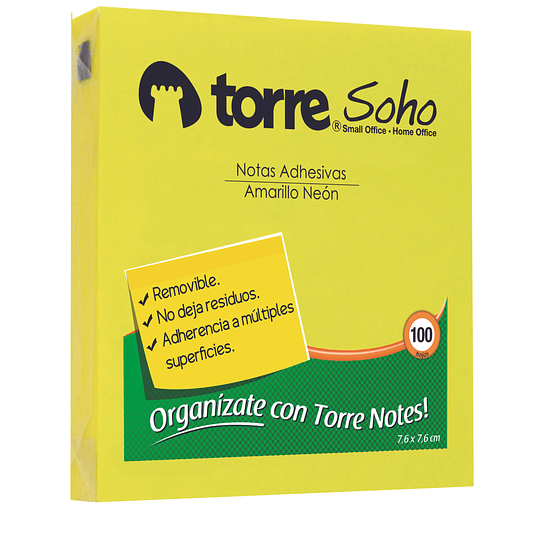 torre® Soho
Small Office • Home Office
Notas Adhesivas
Amarillo Neón
✓ Removible.
✓ No deja residuos.
✓ Adherencia a múltiples
superficies.
100
hojas
Organízate con Torre Notes!
7,6 x 7,6 cm